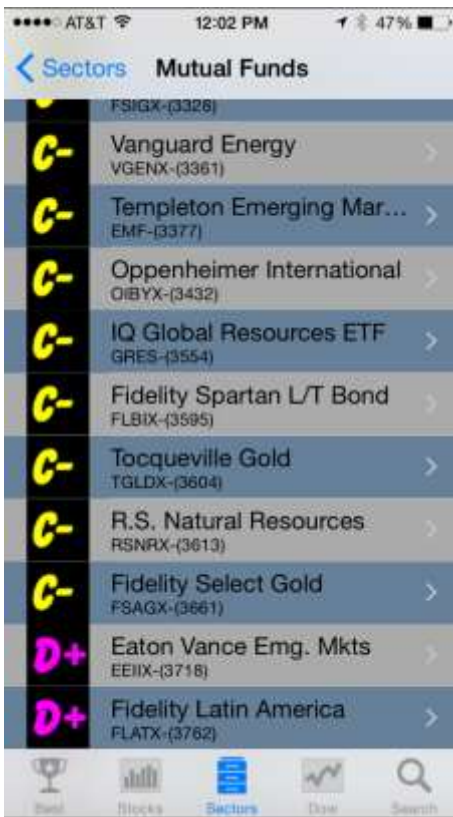 AT&T 12:02 PM 47%
Sectors Mutual Funds
FSIGX-(3328)
C-
Vanguard Energy
VGENX-(3361)
C-
Templeton Emerging Mar...
EMF-(3377)
C-
Oppenheimer International
OIBYX-(3432)
C-
IQ Global Resources ETF
GRES-(3554)
C-
Fidelity Spartan L/T Bond
FLBIX-(3595)
C-
Tocqueville Gold
TGLDX-(3604)
C-
R.S. Natural Resources
RSNRX-(3613)
C-
Fidelity Select Gold
FSAGX-(3661)
D+
Eaton Vance Emg. Mkts
EEIIX-(3718)
D+
Fidelity Latin America
FLATX-(3762)
Best Blocks Sectors Dow Search